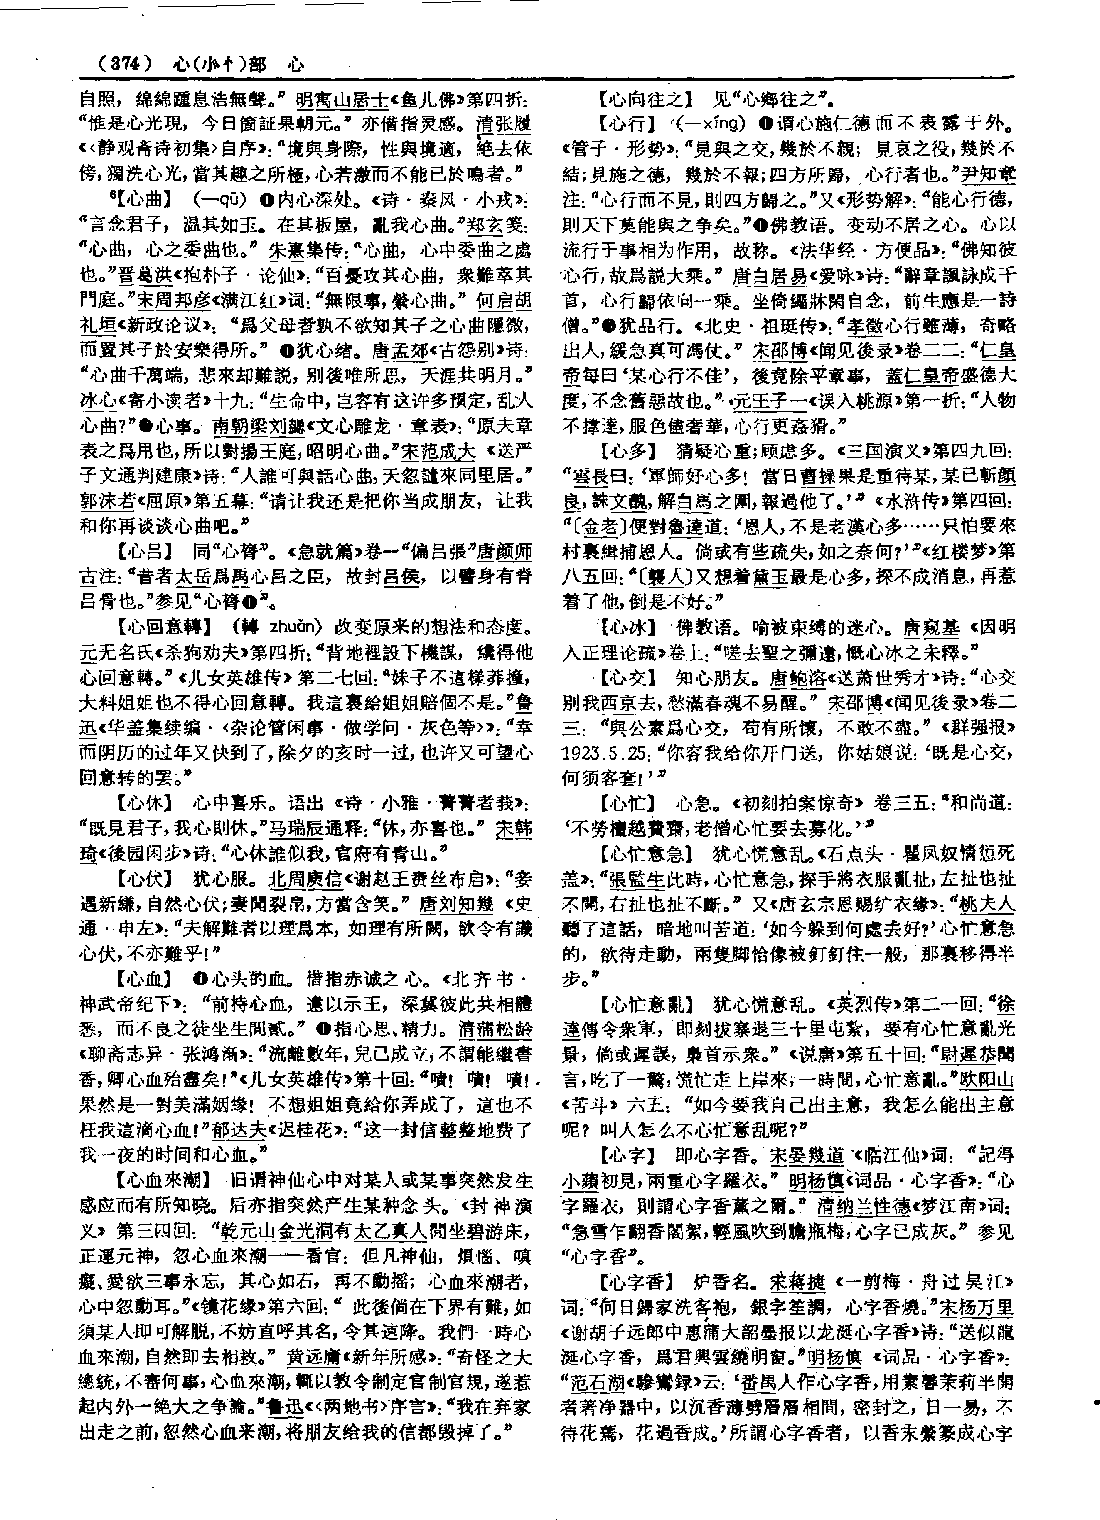 （374） 心（小忄）部 心
自照，綿綿踵息浩無聲。”明寓山居士《鱼儿佛》第四折：
“惟是心光現，今日個証果朝元。”亦借指灵感。清张履
《〈静观斋诗初集〉自序》：“境與身際，性與境適，絶去依
傍，獨洗心光，當其趣之所極，心若激而不能已於鳴者。”
【心曲】（—qū）❶内心深处。《诗·秦风·小戎》：
“言念君子，温其如玉。在其板屋，亂我心曲。”郑玄笺：
“心曲，心之委曲也。”朱熹集传：“心曲，心中委曲之處
也。”晋葛洪《抱朴子·论仙》：“百憂攻其心曲，衆難萃其
門庭。”宋周邦彦《满江红》词：“無限事，縈心曲。”何启胡
礼垣《新政论议》：“爲父母者孰不欲知其子之心曲隱微，
而置其子於安樂得所。”❷犹心绪。唐孟郊《古怨别》诗：
“心曲千萬端，悲來却難説，别後唯所思，天涯共明月。”
冰心《寄小读者》十九：“生命中，岂容有这许多预定，乱人
心曲？”❸心事。南朝梁刘勰《文心雕龙·章表》：“原夫章
表之爲用也，所以對揚王庭，昭明心曲。”宋范成大《送严
子文通判建康》诗：“人誰可與話心曲，天忽譴來同里居。”
郭沫若《屈原》第五幕：“请让我还是把你当成朋友，让我
和你再谈谈心曲吧。”
【心吕】 同“心膂”。《急就篇》卷一“偏吕張”唐颜师
古注：“昔者太岳爲禹心吕之臣，故封吕侯，以譬身有脊
吕骨也。”参见“心膂❶”。
【心回意轉】（轉 zhuǎn）改变原来的想法和态度。
元无名氏《杀狗劝夫》第四折：“背地裡設下機謀，纔得他
心回意轉。”《儿女英雄传》第二七回：“妹子不這樣莽撞，
大料姐姐也不得心回意轉。我這裏給姐姐賠個不是。”鲁
迅《华盖集续编·〈杂论管闲事·做学问·灰色等〉》：“幸
而阴历的过年又快到了，除夕的亥时一过，也许又可望心
回意转的罢。”
【心休】 心中喜乐。语出《诗·小雅·菁菁者莪》：
“既見君子，我心則休。”马瑞辰通释：“休，亦喜也。”宋韩
琦《後园闲步》诗：“心休誰似我，官府有青山。”
【心伏】 犹心服。北周庾信《谢赵王赉丝布启》：“妾
遇新縑，自然心伏；妻聞裂帛，方當含笑。”唐刘知幾《史
通·申左》：“夫解難者以理爲本，如理有所闕，欲令有識
心伏，不亦難乎！”
【心血】 ❶心头的血。借指赤诚之心。《北齐书·
神武帝纪下》：“前持心血，遠以示王，深冀彼此共相體
悉，而不良之徒坐生間貳。”❷指心思、精力。清蒲松龄
《聊斋志异·张鸿渐》：“流離數年，兒已成立，不謂能繼書
香，卿心血殆盡矣！”《儿女英雄传》第十回：“嘖！嘖！嘖！
果然是一對美滿姻缘！不想姐姐竟給你弄成了，這也不
枉我這滴心血！”郁达夫《迟桂花》：“这一封信整整地费了
我一夜的时间和心血。”
【心血來潮】 旧谓神仙心中对某人或某事突然发生
感应而有所知晓。后亦指突然产生某种念头。《封神演
义》第三四回：“乾元山金光洞有太乙真人閒坐碧游床，
正運元神，忽心血來潮——看官：但凡神仙，煩惱、嗔
癡、愛欲三事永忘，其心如石，再不動摇；心血來潮者，
心中忽動耳。”《镜花缘》第六回：“此後倘在下界有難，如
須某人即可解脱，不妨直呼其名，令其速降。我們一時心
血來潮，自然即去相救。”黄远庸《新年所感》：“奇怪之大
總統，不審何事，心血來潮，輒以教令制定官制官規，遂惹
起内外一絶大之争論。”鲁迅《〈两地书〉序言》：“我在弃家
出走之前，忽然心血来潮，将朋友给我的信都毁掉了。”
【心向往之】 见“心鄉往之”。
【心行】（—xíng）❶谓心施仁德而不表露于外。
《管子·形势》：“見與之交，幾於不親；見哀之役，幾於不
結；見施之德，幾於不報；四方所歸，心行者也。”尹知章
注：“心行而不見，則四方歸之。”又《形势解》：“能心行德，
則天下莫能與之争矣。”❷佛教语。变动不居之心。心以
流行于事相为作用，故称。《法华经·方便品》：“佛知彼
心行，故爲説大乘。”唐白居易《爱咏》诗：“辭章諷詠成千
首，心行歸依向一乘。坐倚繩牀閑自念，前生應是一詩
僧。”❸犹品行。《北史·祖珽传》：“孝徵心行雖薄，奇略
出人，緩急真可馮仗。”宋邵博《闻见後录》卷二二：“仁皇
帝每曰‘某心行不佳’，後竟除平章事，蓋仁皇帝盛德大
度，不念舊惡故也。”元王子一《误入桃源》第一折：“人物
不撑達，服色儘奢華，心行更姦猾。”
【心多】 猜疑心重；顾虑多。《三国演义》第四九回：
“雲長曰：‘軍師好心多！當日曹操果是重待某，某已斬顔
良，誅文醜，解白馬之圍，報過他了。’”《水浒传》第四回：
“〔金老〕便對魯達道：‘恩人，不是老漢心多……只怕要來
村裏緝捕恩人。倘或有些疏失，如之奈何？’”《红楼梦》第
八五回：“〔襲人〕又想着黛玉最是心多，探不成消息，再惹
着了他，倒是不好。”
【心冰】 佛教语。喻被束缚的迷心。唐窥基《因明
入正理论疏》卷上：“嗟去聖之彌遠，慨心冰之未釋。”
【心交】 知心朋友。唐鲍溶《送萧世秀才》诗：“心交
别我西京去，愁滿春魂不易醒。”宋邵博《闻见後录》卷二
三：“與公素爲心交，苟有所懷，不敢不盡。”《群强报》
1923.5.25：“你容我给你开门送，你姑娘说：‘既是心交，
何须客套！’”
【心忙】 心急。《初刻拍案惊奇》卷三五：“和尚道：
‘不勞檀越費齋，老僧心忙要去募化。’”
【心忙意急】 犹心慌意乱。《石点头·瞿凤奴情愆死
盖》：“張監生此時，心忙意急，探手將衣服亂扯，左扯也扯
不開，右扯也扯不斷。”又《唐玄宗恩赐纩衣缘》：“桃夫人
聽了這話，暗地叫苦道：‘如今躲到何處去好？’心忙意急
的，欲待走動，兩隻脚恰像被釘釘住一般，那裏移得半
步。”
【心忙意亂】 犹心慌意乱。《英烈传》第二一回：“徐
達傳令衆軍，即刻拔寨退三十里屯紮，要有心忙意亂光
景，倘或遲誤，梟首示衆。”《说唐》第五十回：“尉遲恭聞
言，吃了一驚，慌忙走上岸來，一時間，心忙意亂。”欧阳山
《苦斗》六五：“如今要我自己出主意，我怎么能出主意
呢？叫人怎么不心忙意乱呢？”
【心字】 即心字香。宋晏幾道《临江仙》词：“記得
小蘋初見，兩重心字羅衣。”明杨慎《词品·心字香》：“心
字羅衣，則謂心字香薰之爾。”清纳兰性德《梦江南》词：
“急雪乍翻香閣絮，輕風吹到膽瓶梅，心字已成灰。”参见
“心字香”。
【心字香】 炉香名。宋蒋捷《一剪梅·舟过吴江》
词：“何日歸家洗客袍，銀字笙調，心字香燒。”宋杨万里
《谢胡子远郎中惠蒲大韶墨报以龙涎心字香》诗：“送似龍
涎心字香，爲君興雲繞明窗。”明杨慎《词品·心字香》：
“范石湖《驂鸞録》云：‘番禺人作心字香，用素馨茉莉半開
者著净器中，以沉香薄劈層層相間，密封之，日一易，不
待花蔫，花過香成。’所謂心字香者，以香末縈篆成心字